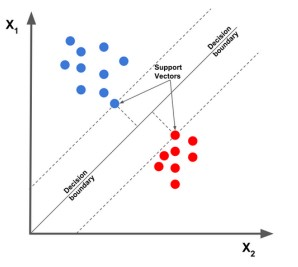 X1
Decision
boundary
Support
Vectors
Decision
boundary
X2